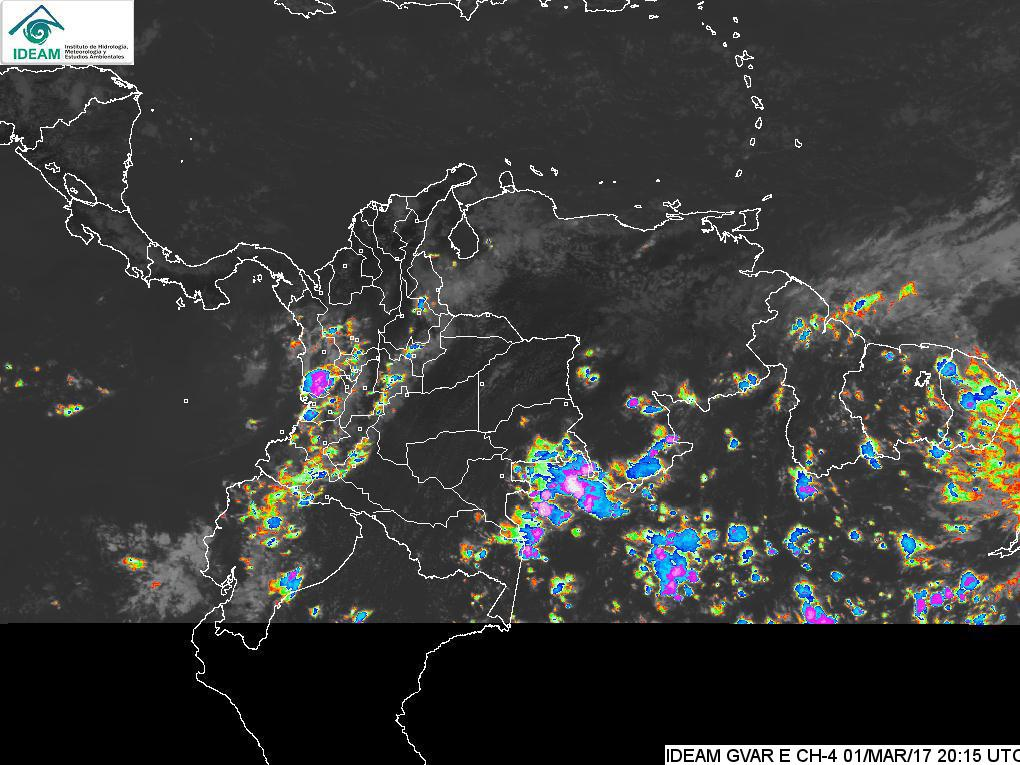 IDEAM
Instituto de Hidrología,
Meteorología y
Estudios Ambientales
IDEAM GVAR E CH-4 01/MAR/17 20:15 UTC